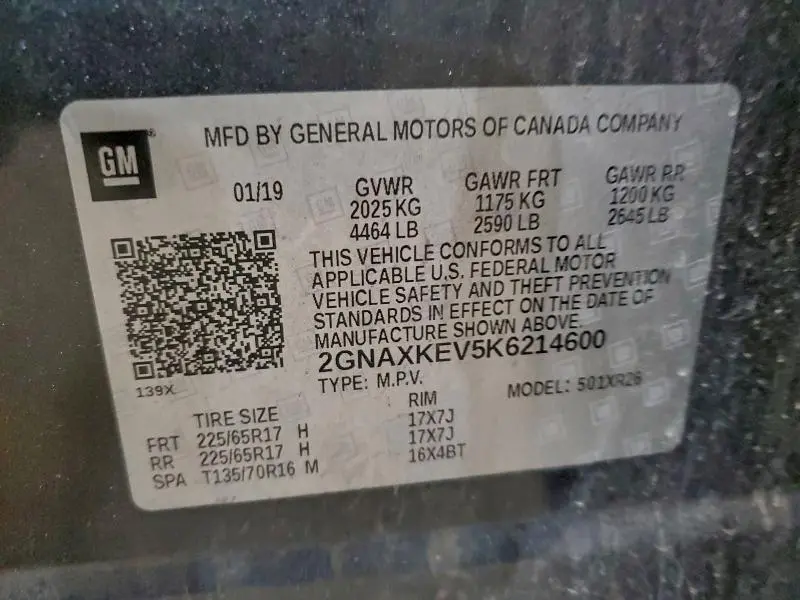 GM
MFD BY GENERAL MOTORS OF CANADA COMPANY
01/19 GVWR GAWR FRT GAWR RR
2025 KG 1175 KG 1200 KG
4464 LB 2590 LB 2645 LB
THIS VEHICLE CONFORMS TO ALL
APPLICABLE U.S. FEDERAL MOTOR
VEHICLE SAFETY AND THEFT PREVENTION
STANDARDS IN EFFECT ON THE DATE OF
MANUFACTURE SHOWN ABOVE.
2GNAXKEV5K6214600
139X TYPE: M.P.V. MODEL: 501XR26
TIRE SIZE RIM
FRT 225/65R17 H 17X7J
RR 225/65R17 H 17X7J
SPA T135/70R16 M 16X4BT